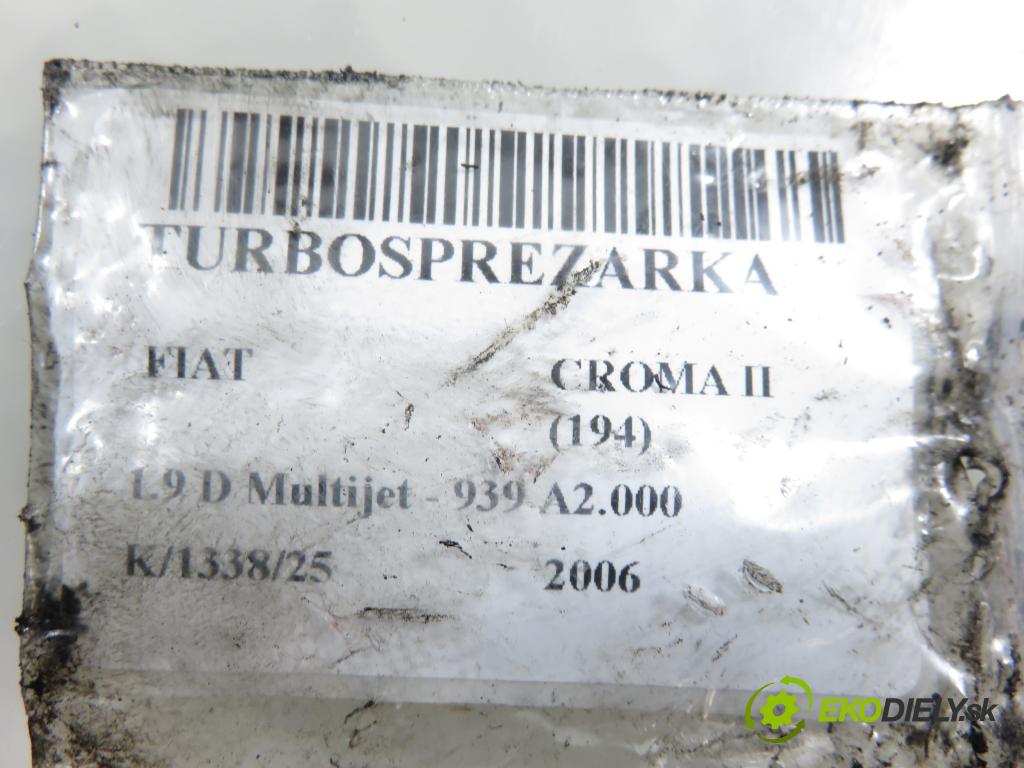 TURBOSPREZARKA
FIAT CROMA II
(194)
1.9 D Multijet - 939 A2.000
K/1338/25 2006
EKODIELY.sk